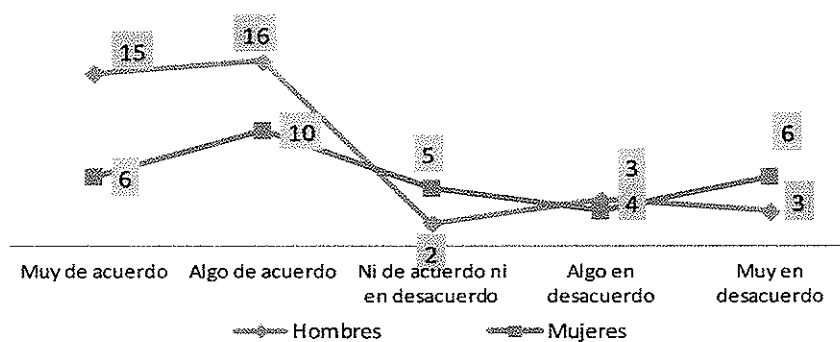 15
16
6
10
5
2
3
4
6
3
Muy de acuerdo
Algo de acuerdo
Ni de acuerdo ni
en desacuerdo
Algo en
desacuerdo
Muy en
desacuerdo
Hombres
Mujeres